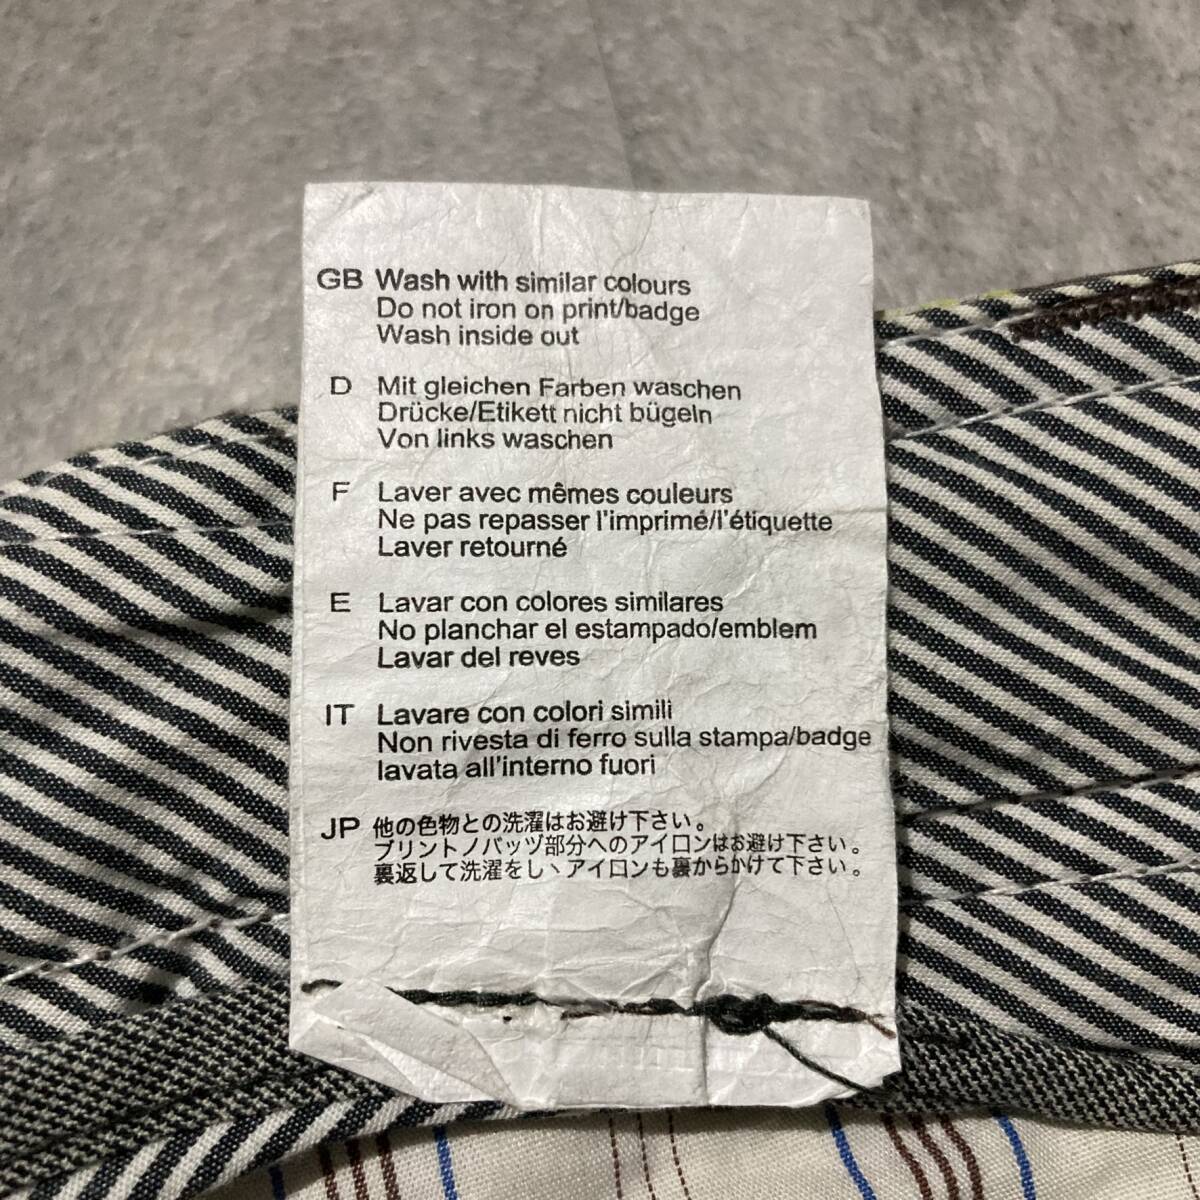 GB Wash with similar colours
Do not iron on print/badge
Wash inside out
D Mit gleichen Farben waschen
Drücke/Etikett nicht bügeln
Von links waschen
F Laver avec mêmes couleurs
Ne pas repasser l'imprimé/l'étiquette
Laver retourné
E Lavar con colores similares
No planchar el estampado/emblem
Lavar del reves
IT Lavare con colori simili
Non rivesta di ferro sulla stampa/badge
lavata all'interno fuori
JP 他の色物との洗濯はお避け下さい。
プリントノバッヅ部分へのアイロンはお避け下さい。
裏返して洗濯をし、アイロンも裏からかけて下さい。